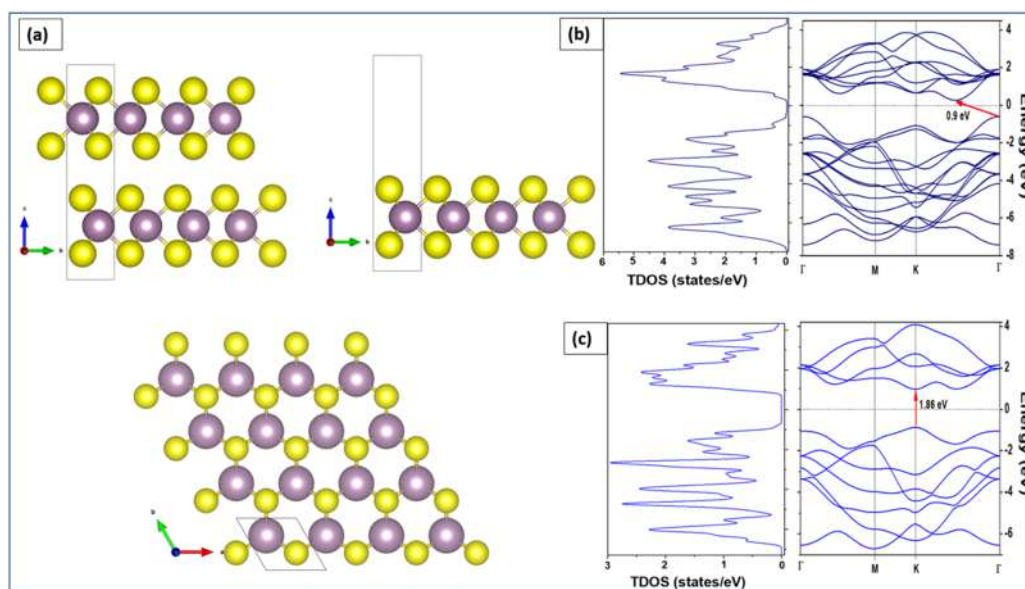 (a)
c
b
c
b
b
a
(b)
4
2
0
-2
-4
-6
-8
Energy (eV)
0.9 eV
6 5 4 3 2 1 0
TDOS (states/eV)
Γ M K Γ
(c)
4
2
0
-2
-4
-6
Energy (eV)
1.86 eV
3 2 1 0
TDOS (states/eV)
Γ M K Γ